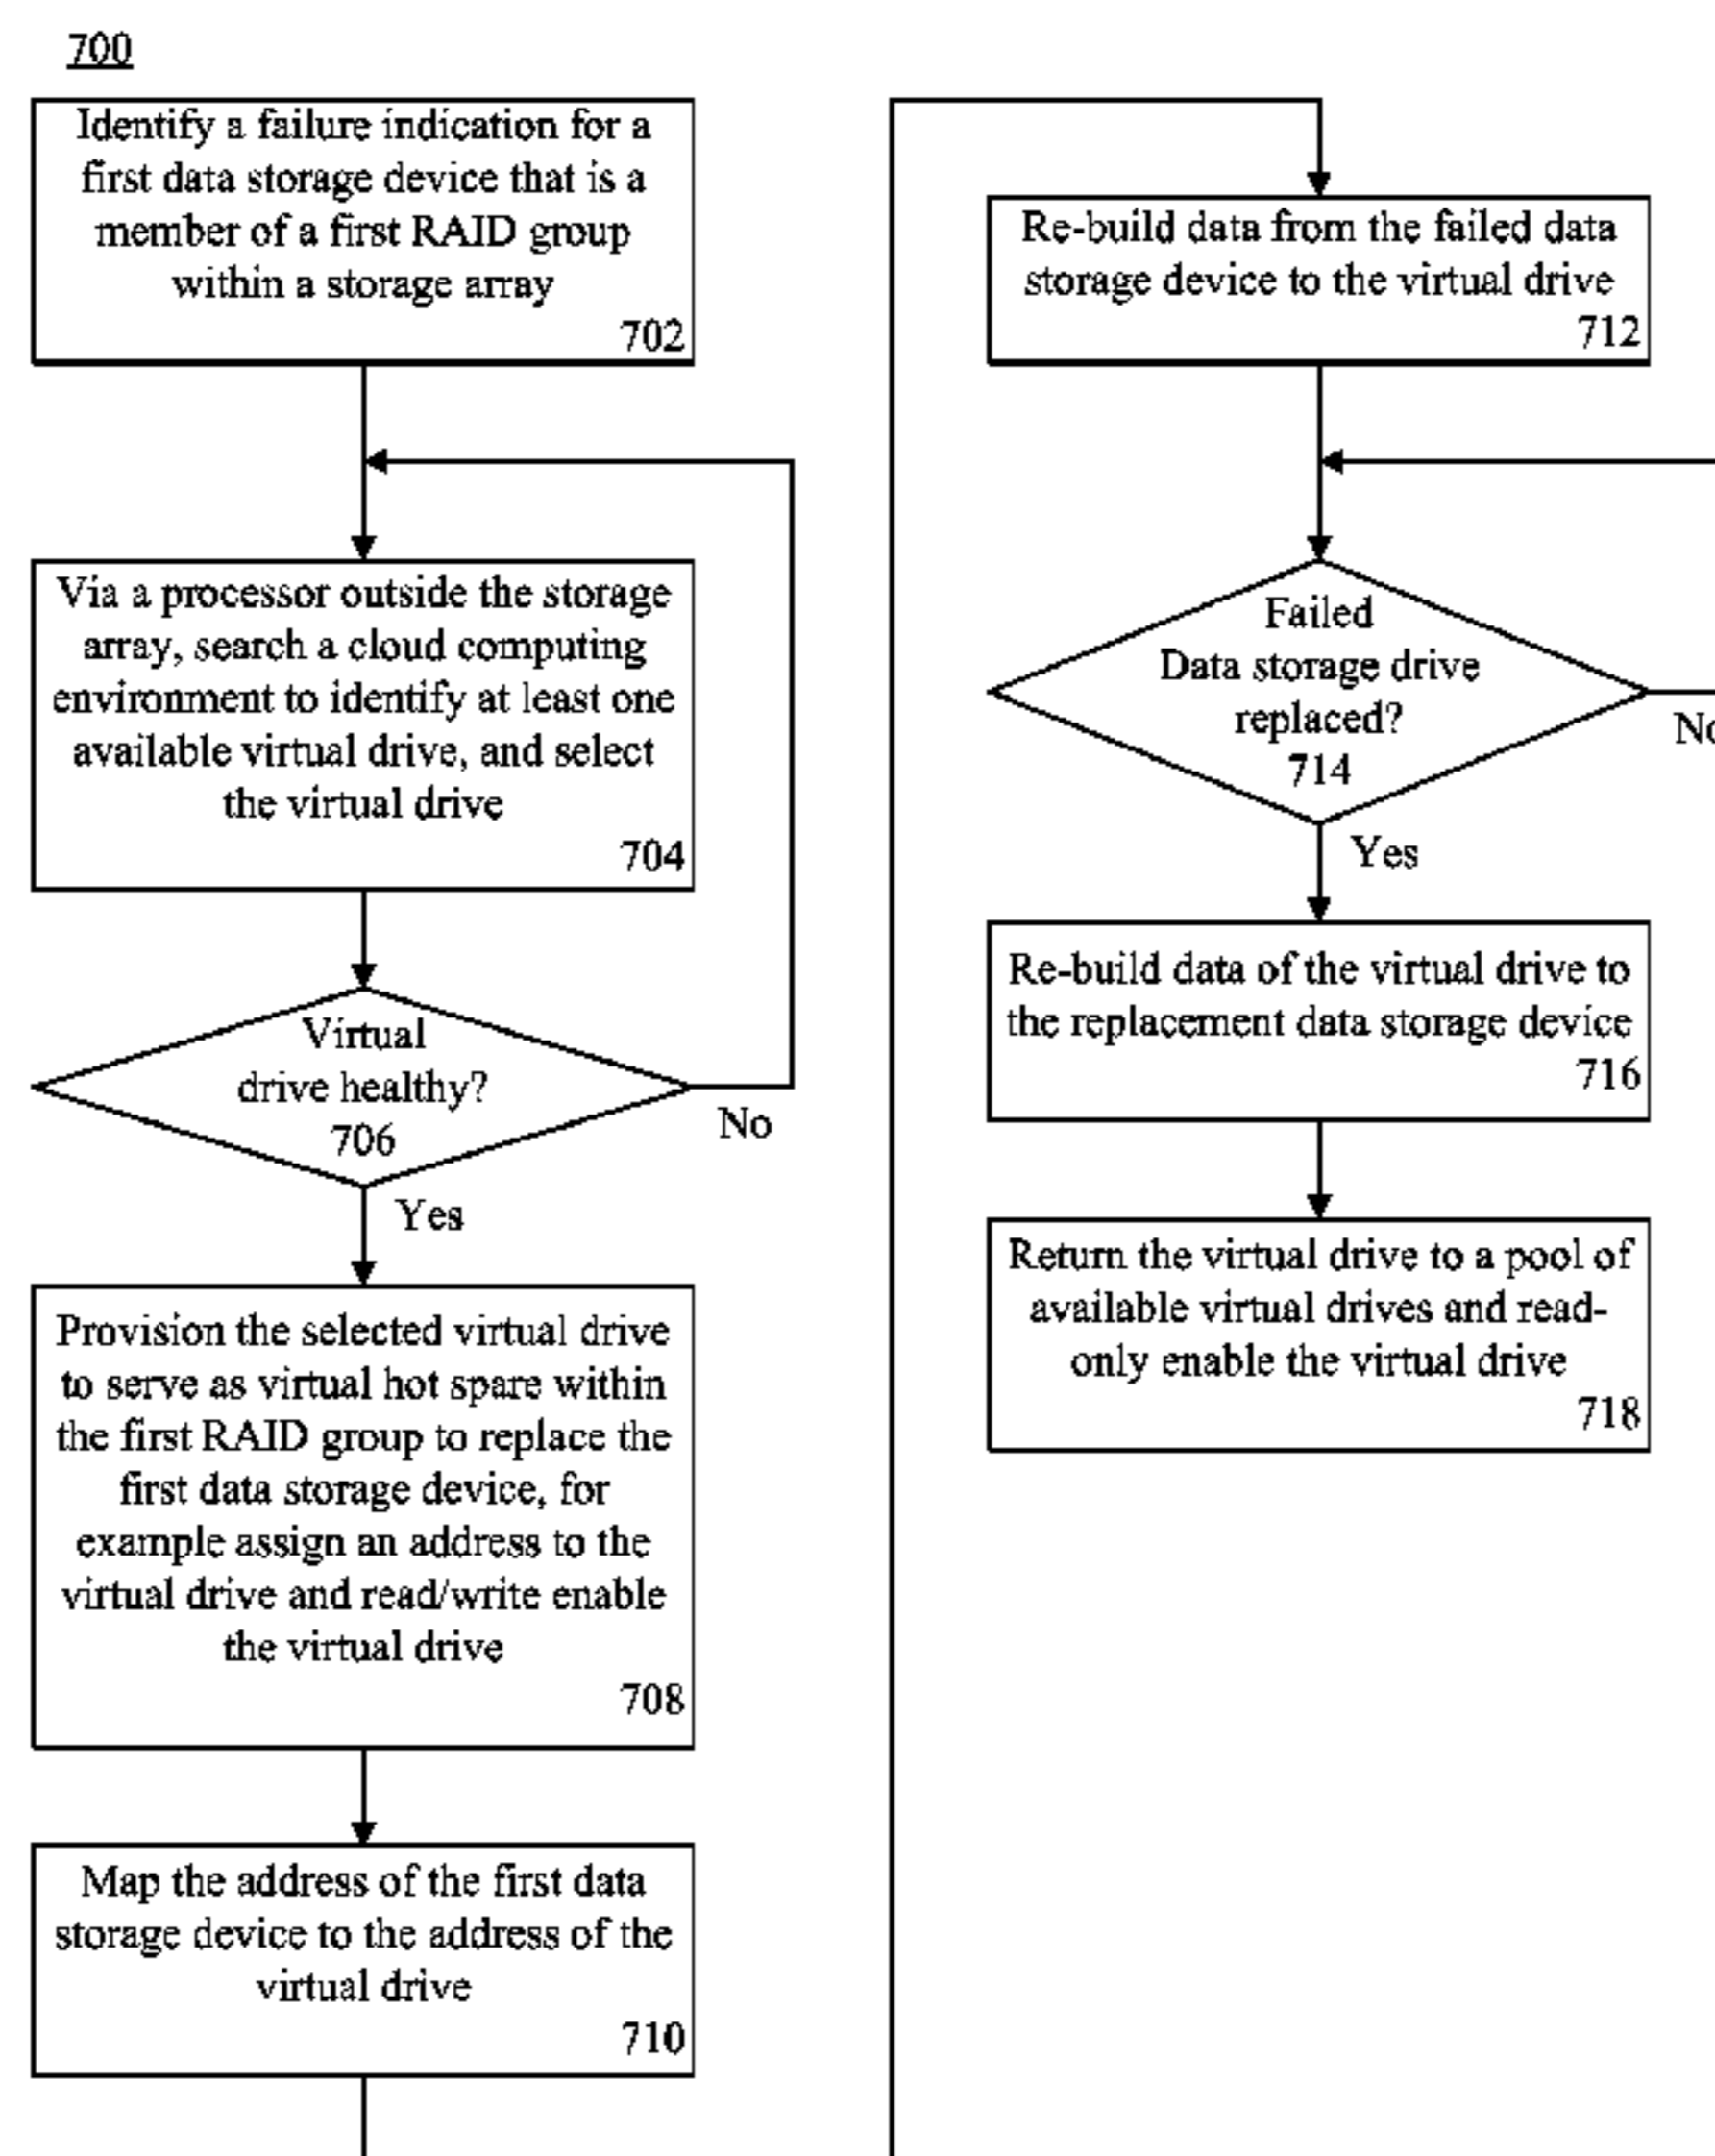 700
Identify a failure indication for a
first data storage device that is a
member of a first RAID group
within a storage array
702
Via a processor outside the storage
array, search a cloud computing
environment to identify at least one
available virtual drive, and select
the virtual drive
704
Virtual
drive healthy?
706
No
Yes
Provision the selected virtual drive
to serve as virtual hot spare within
the first RAID group to replace the
first data storage device, for
example assign an address to the
virtual drive and read/write enable
the virtual drive
708
Map the address of the first data
storage device to the address of the
virtual drive
710
Re-build data from the failed data
storage device to the virtual drive
712
Failed
Data storage drive
replaced?
714
No
Yes
Re-build data of the virtual drive to
the replacement data storage device
716
Return the virtual drive to a pool of
available virtual drives and read-
only enable the virtual drive
718